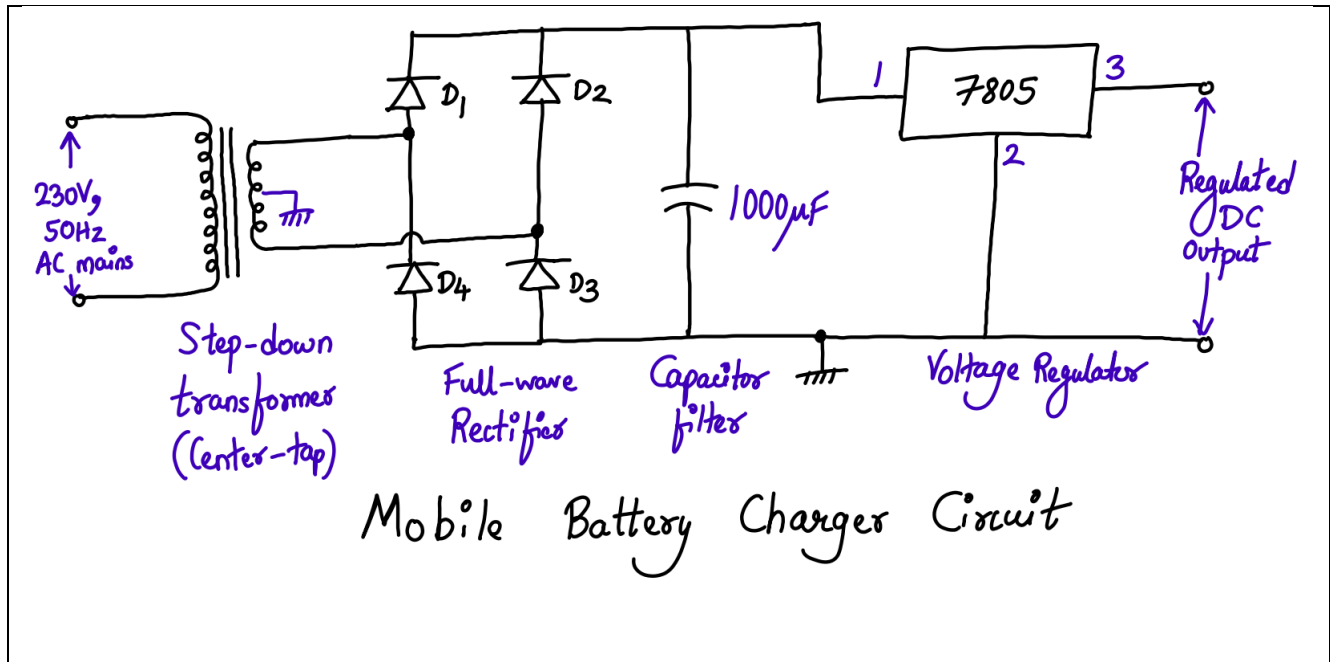 D1
D2
1
7805
3
2
230V,
50Hz
AC mains
1000µF
Regulated
DC
Output
D4
D3
Step-down
transformer
(Center-tap)
Full-wave
Rectifier
Capacitor
filter
Voltage Regulator
Mobile Battery Charger Circuit